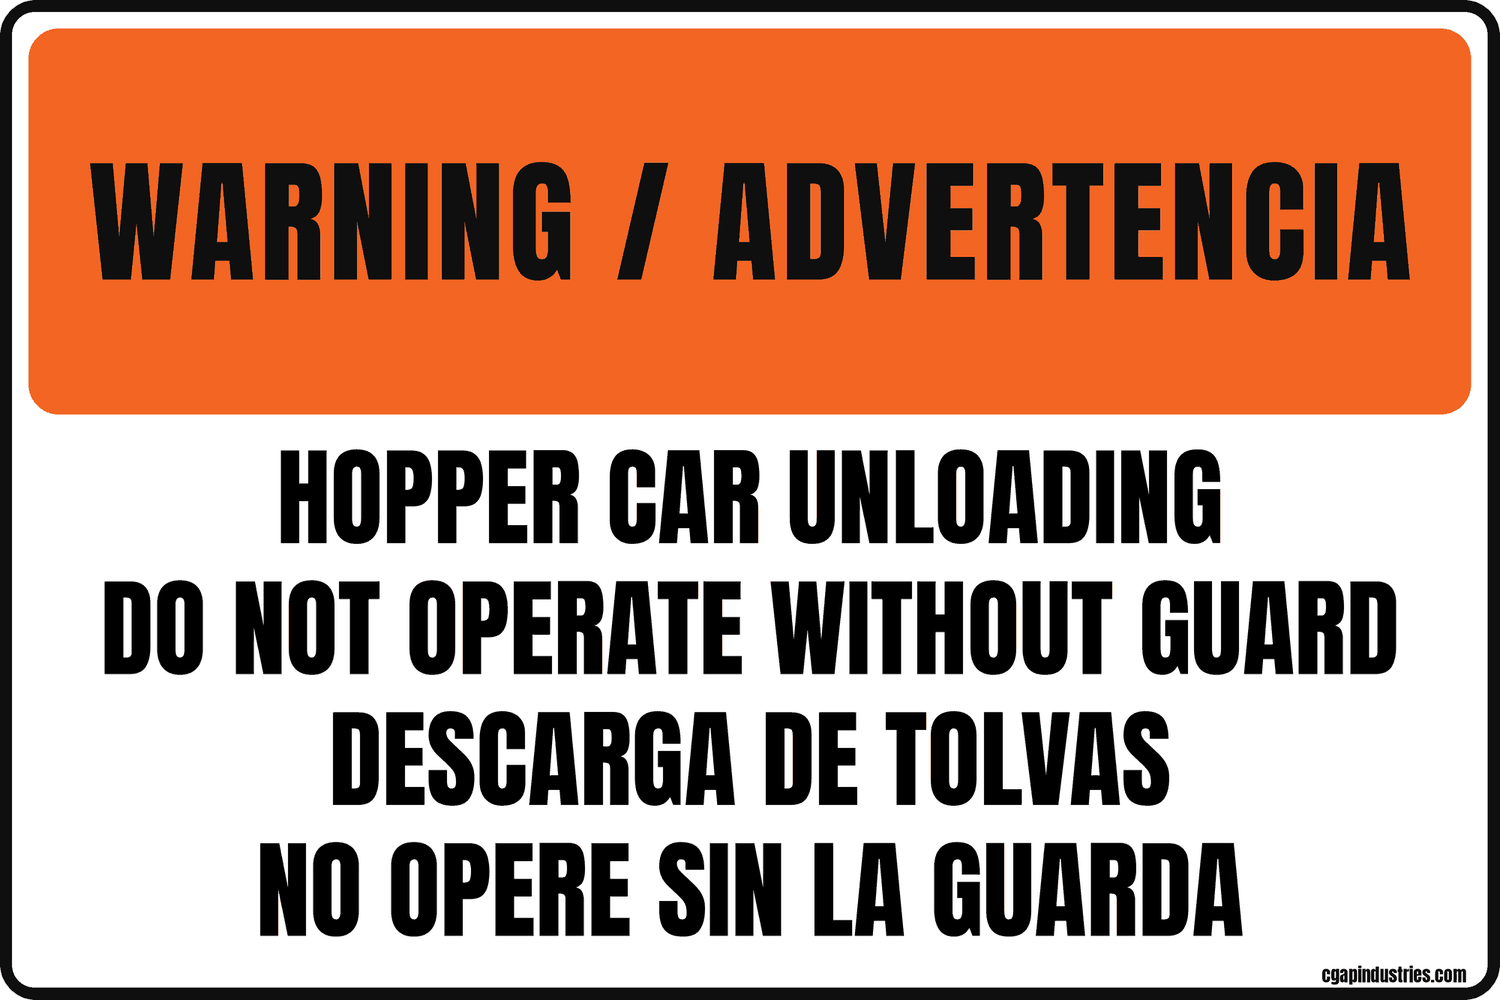 WARNING / ADVERTENCIA
HOPPER CAR UNLOADING
DO NOT OPERATE WITHOUT GUARD
DESCARGA DE TOLVAS
NO OPERE SIN LA GUARDA
cgapindustries.com